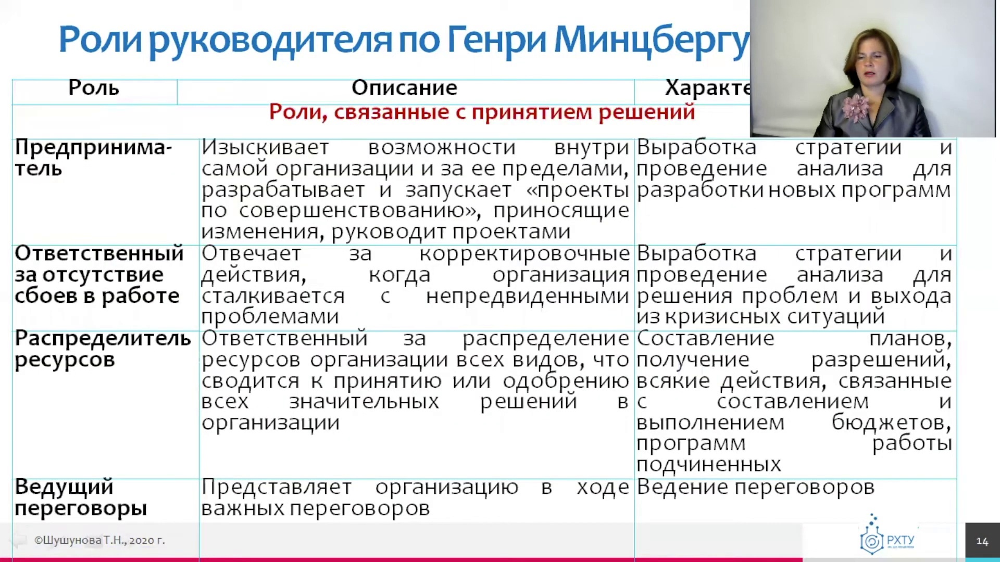 Роли руководителя по Генри Минцбергу
Роль Описание Характе
Роли, связанные с принятием решений
Предпринима-
тель
Изыскивает возможности внутри
самой организации и за ее пределами,
разрабатывает и запускает «проекты
по совершенствованию», приносящие
изменения, руководит проектами
Выработка стратегии и
проведение анализа для
разработки новых программ
Ответственный
за отсутствие
сбоев в работе
Отвечает за корректировочные
действия, когда организация
сталкивается с непредвиденными
проблемами
Выработка стратегии и
проведение анализа для
решения проблем и выхода
из кризисных ситуаций
Распределитель
ресурсов
Ответственный за распределение
ресурсов организации всех видов, что
сводится к принятию или одобрению
всех значительных решений в
организации
Составление планов,
получение разрешений,
всякие действия, связанные
с составлением и
выполнением бюджетов,
программ работы
подчиненных
Ведущий
переговоры
Представляет организацию в ходе
важных переговоров
Ведение переговоров
©Шушунова Т.Н., 2020 г.
РХТУ
14